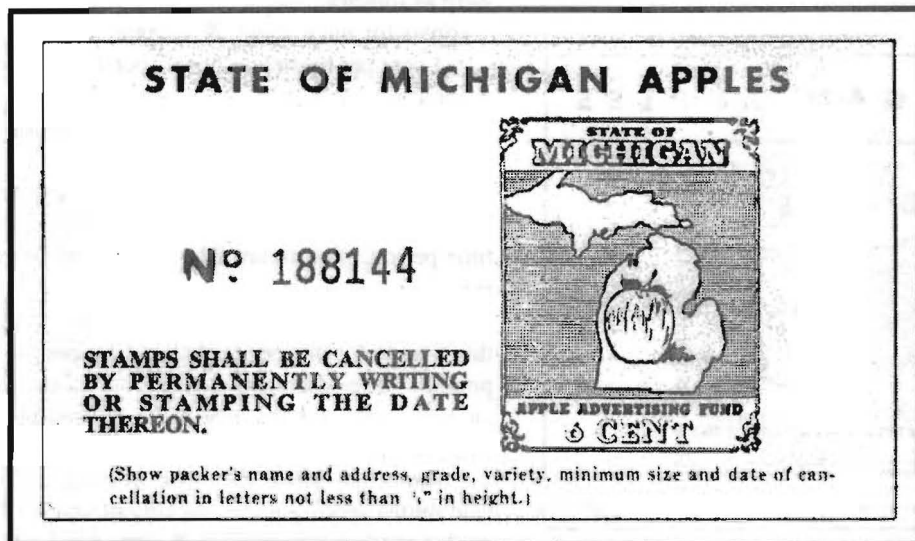 STATE OF MICHIGAN APPLES
STATE OF
MICHIGAN
Nº 188144
STAMPS SHALL BE CANCELLED
BY PERMANENTLY WRITING
OR STAMPING THE DATE
THEREON.
APPLE ADVERTISING FUND
6 CENT
(Show packer's name and address, grade, variety, minimum size and date of can-
cellation in letters not less than " in height.)